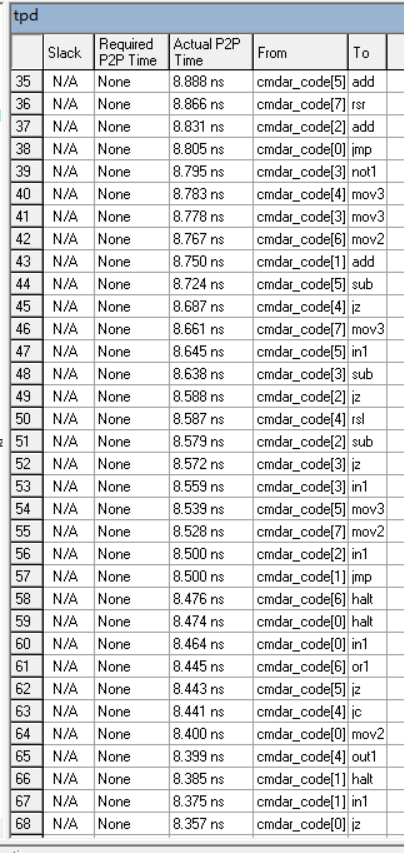 tpd
Slack Required P2P Time Actual P2P Time From To
35 N/A None 8.888 ns cmdar_code[5] add
36 N/A None 8.866 ns cmdar_code[7] rsr
37 N/A None 8.831 ns cmdar_code[2] add
38 N/A None 8.805 ns cmdar_code[0] jmp
39 N/A None 8.795 ns cmdar_code[3] not1
40 N/A None 8.783 ns cmdar_code[4] mov3
41 N/A None 8.778 ns cmdar_code[3] mov3
42 N/A None 8.767 ns cmdar_code[6] mov2
43 N/A None 8.750 ns cmdar_code[1] add
44 N/A None 8.724 ns cmdar_code[5] sub
45 N/A None 8.687 ns cmdar_code[4] jz
46 N/A None 8.661 ns cmdar_code[7] mov3
47 N/A None 8.645 ns cmdar_code[5] in1
48 N/A None 8.638 ns cmdar_code[3] sub
49 N/A None 8.588 ns cmdar_code[2] jz
50 N/A None 8.587 ns cmdar_code[4] rsl
51 N/A None 8.579 ns cmdar_code[2] sub
52 N/A None 8.572 ns cmdar_code[3] jz
53 N/A None 8.559 ns cmdar_code[3] in1
54 N/A None 8.539 ns cmdar_code[5] mov3
55 N/A None 8.528 ns cmdar_code[7] mov2
56 N/A None 8.500 ns cmdar_code[2] in1
57 N/A None 8.500 ns cmdar_code[1] jmp
58 N/A None 8.476 ns cmdar_code[6] halt
59 N/A None 8.474 ns cmdar_code[0] halt
60 N/A None 8.464 ns cmdar_code[0] in1
61 N/A None 8.445 ns cmdar_code[6] or1
62 N/A None 8.443 ns cmdar_code[5] jz
63 N/A None 8.441 ns cmdar_code[4] jc
64 N/A None 8.400 ns cmdar_code[0] mov2
65 N/A None 8.399 ns cmdar_code[4] out1
66 N/A None 8.385 ns cmdar_code[1] halt
67 N/A None 8.375 ns cmdar_code[1] in1
68 N/A None 8.357 ns cmdar_code[0] jz